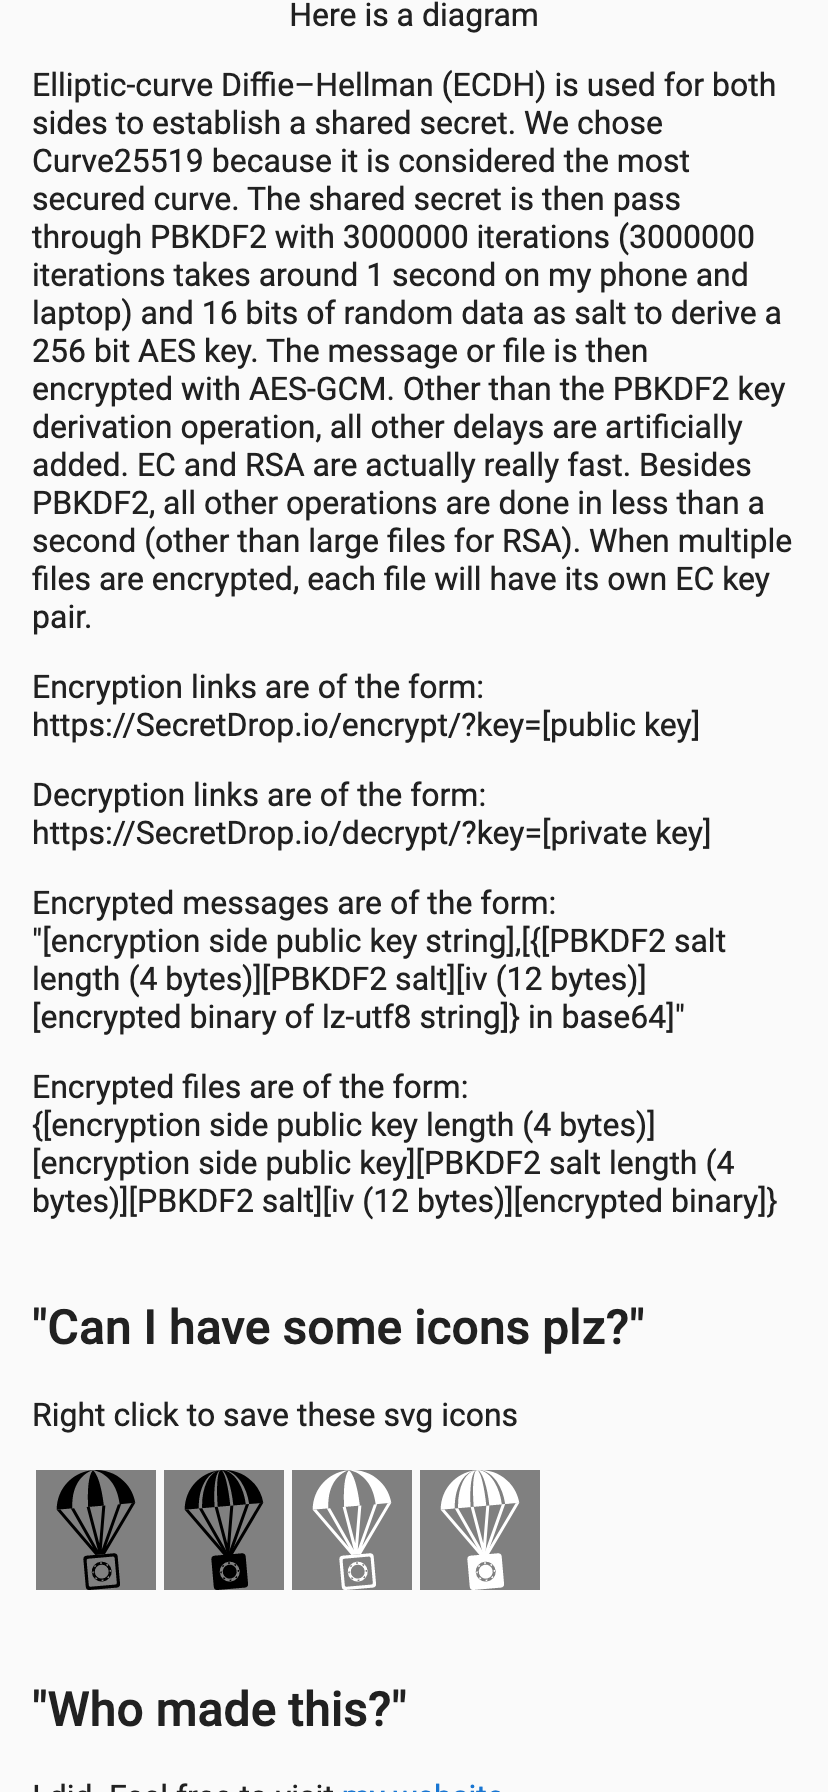 Here is a diagram
Elliptic-curve Diffie–Hellman (ECDH) is used for both
sides to establish a shared secret. We chose
Curve25519 because it is considered the most
secured curve. The shared secret is then pass
through PBKDF2 with 3000000 iterations (3000000
iterations takes around 1 second on my phone and
laptop) and 16 bits of random data as salt to derive a
256 bit AES key. The message or file is then
encrypted with AES-GCM. Other than the PBKDF2 key
derivation operation, all other delays are artificially
added. EC and RSA are actually really fast. Besides
PBKDF2, all other operations are done in less than a
second (other than large files for RSA). When multiple
files are encrypted, each file will have its own EC key
pair.
Encryption links are of the form:
https://SecretDrop.io/encrypt/?key=[public key]
Decryption links are of the form:
https://SecretDrop.io/decrypt/?key=[private key]
Encrypted messages are of the form:
"[encryption side public key string],[{[PBKDF2 salt
length (4 bytes)][PBKDF2 salt][iv (12 bytes)]
[encrypted binary of lz-utf8 string]} in base64]"
Encrypted files are of the form:
{[encryption side public key length (4 bytes)]
[encryption side public key][PBKDF2 salt length (4
bytes)][PBKDF2 salt][iv (12 bytes)][encrypted binary]}
"Can I have some icons plz?"
Right click to save these svg icons
"Who made this?"
I did. Feel free to visit my website